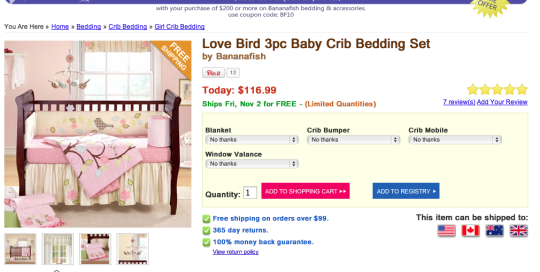 with your purchase of $200 or more on Bananafish bedding & accessories.
use coupon code: BF10
OFFER
You Are Here » Home » Bedding » Crib Bedding » Girl Crib Bedding
FREE
SHIPPING
Love Bird 3pc Baby Crib Bedding Set
by Bananafish
Pin it 12
Today: $116.99
Ships Fri, Nov 2 for FREE - (Limited Quantities)
7 review(s) Add Your Review
Blanket Crib Bumper Crib Mobile
No thanks No thanks No thanks
Window Valance
No thanks
Quantity: 1 ADD TO SHOPPING CART ADD TO REGISTRY
Free shipping on orders over $99.
This item can be shipped to:
365 day returns.
100% money back guarantee.
View return policy